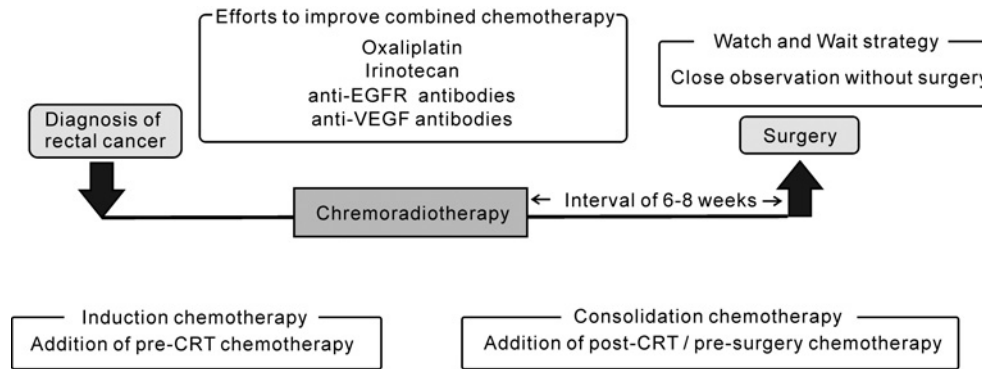 Efforts to improve combined chemotherapy
Oxaliplatin
Irinotecan
anti-EGFR antibodies
anti-VEGF antibodies
Watch and Wait strategy
Close observation without surgery
Diagnosis of
rectal cancer
Surgery
Chremoradiotherapy
← Interval of 6-8 weeks →
Induction chemotherapy
Addition of pre-CRT chemotherapy
Consolidation chemotherapy
Addition of post-CRT / pre-surgery chemotherapy